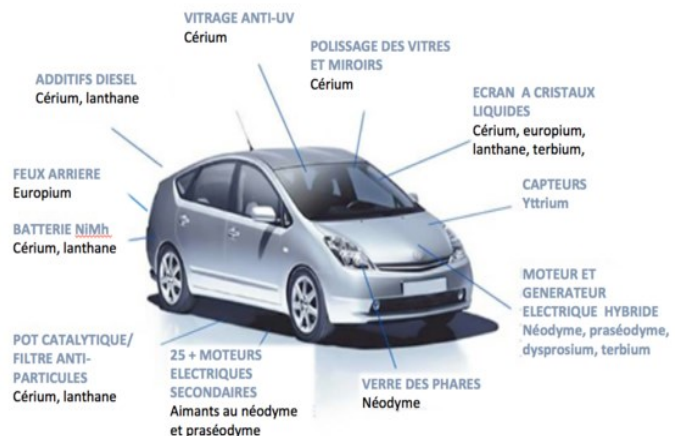 VITRAGE ANTI-UV
Cérium
POLISSAGE DES VITRES
ET MIROIRS
Cérium
ADDITIFS DIESEL
Cérium, lanthane
ECRAN A CRISTAUX
LIQUIDES
Cérium, europium,
lanthane, terbium,
FEUX ARRIERE
Europium
CAPTEURS
Yttrium
BATTERIE NiMh
Cérium, lanthane
MOTEUR ET
GENERATEUR
ELECTRIQUE HYBRIDE
Néodyme, praséodyme,
dysprosium, terbium
POT CATALYTIQUE/
FILTRE ANTI-
PARTICULES
Cérium, lanthane
25 + MOTEURS
ELECTRIQUES
SECONDAIRES
Aimants au néodyme
et praséodyme
VERRE DES PHARES
Néodyme